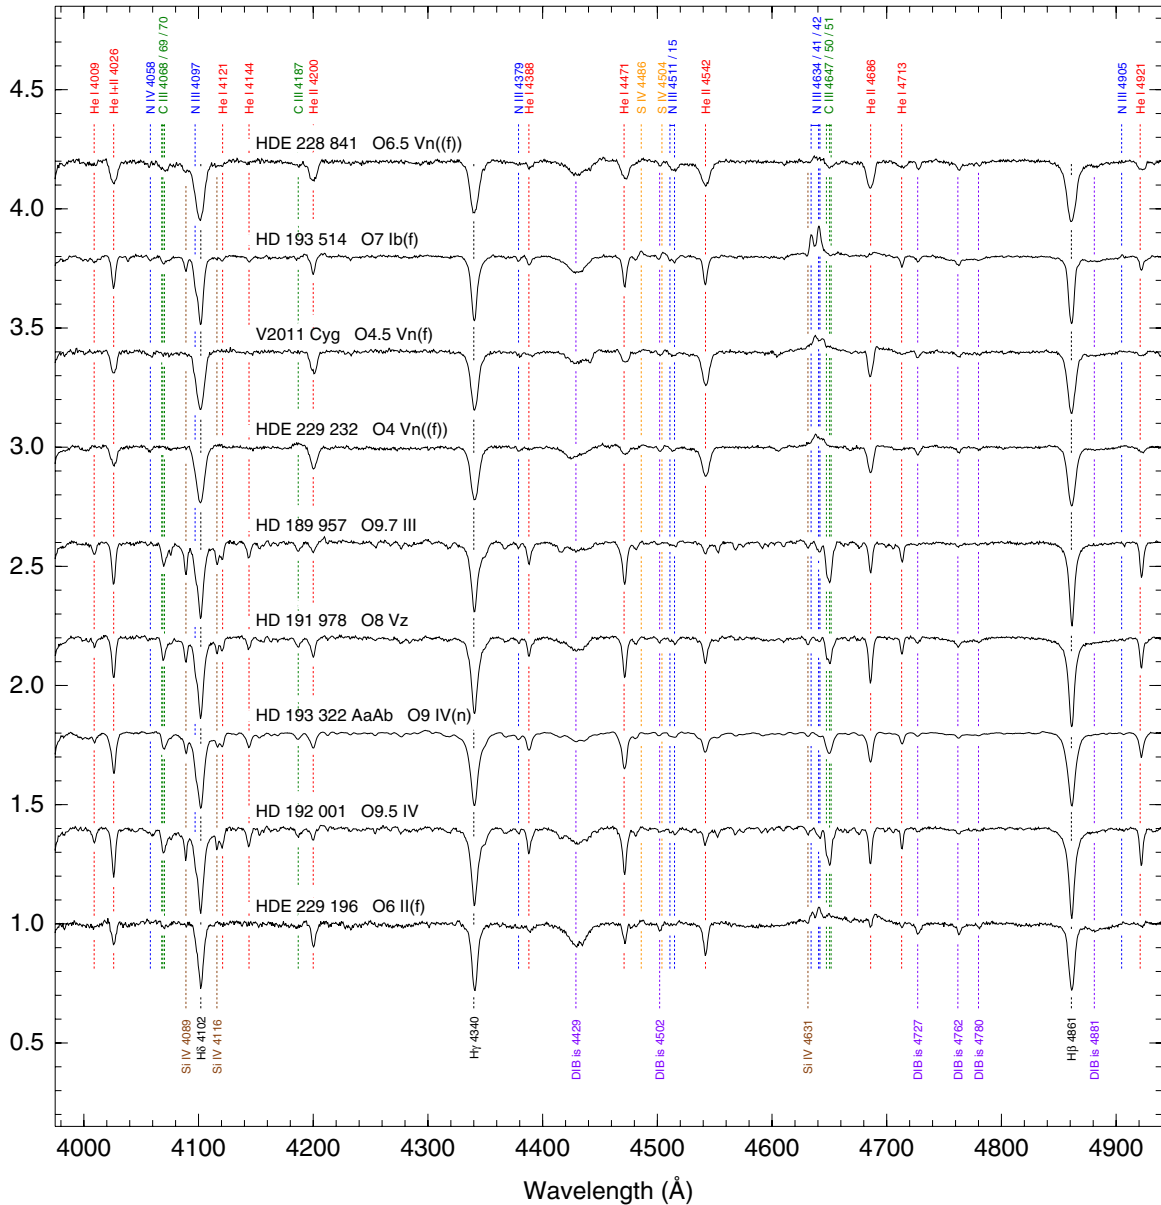 He I 4009
He I+II 4026
N IV 4058
C III 4068 / 69 / 70
N III 4097
He I 4121
He I 4144
C III 4187
He II 4200
N III 4379
He I 4388
He I 4471
S IV 4486
S IV 4504
N III 4511 / 15
He II 4542
N III 4634 / 41 / 42
C III 4647 / 50 / 51
He II 4686
He I 4713
N III 4905
He I 4921
4.5
HDE 228 841 O6.5 Vn((f))
4.0
HD 193 514 O7 Ib(f)
3.5
V2011 Cyg O4.5 Vn(f)
HDE 229 232 O4 Vn((f))
3.0
HD 189 957 O9.7 III
2.5
HD 191 978 O8 Vz
2.0
HD 193 322 AaAb O9 IV(n)
1.5
HD 192 001 O9.5 IV
HDE 229 196 O6 II(f)
1.0
0.5
Si IV 4089
Hδ 4102
Si IV 4116
Hγ 4340
DIB is 4429
DIB is 4502
Si IV 4631
DIB is 4727
DIB is 4762
DIB is 4780
Hβ 4861
DIB is 4881
4000 4100 4200 4300 4400 4500 4600 4700 4800 4900
Wavelength (Å)